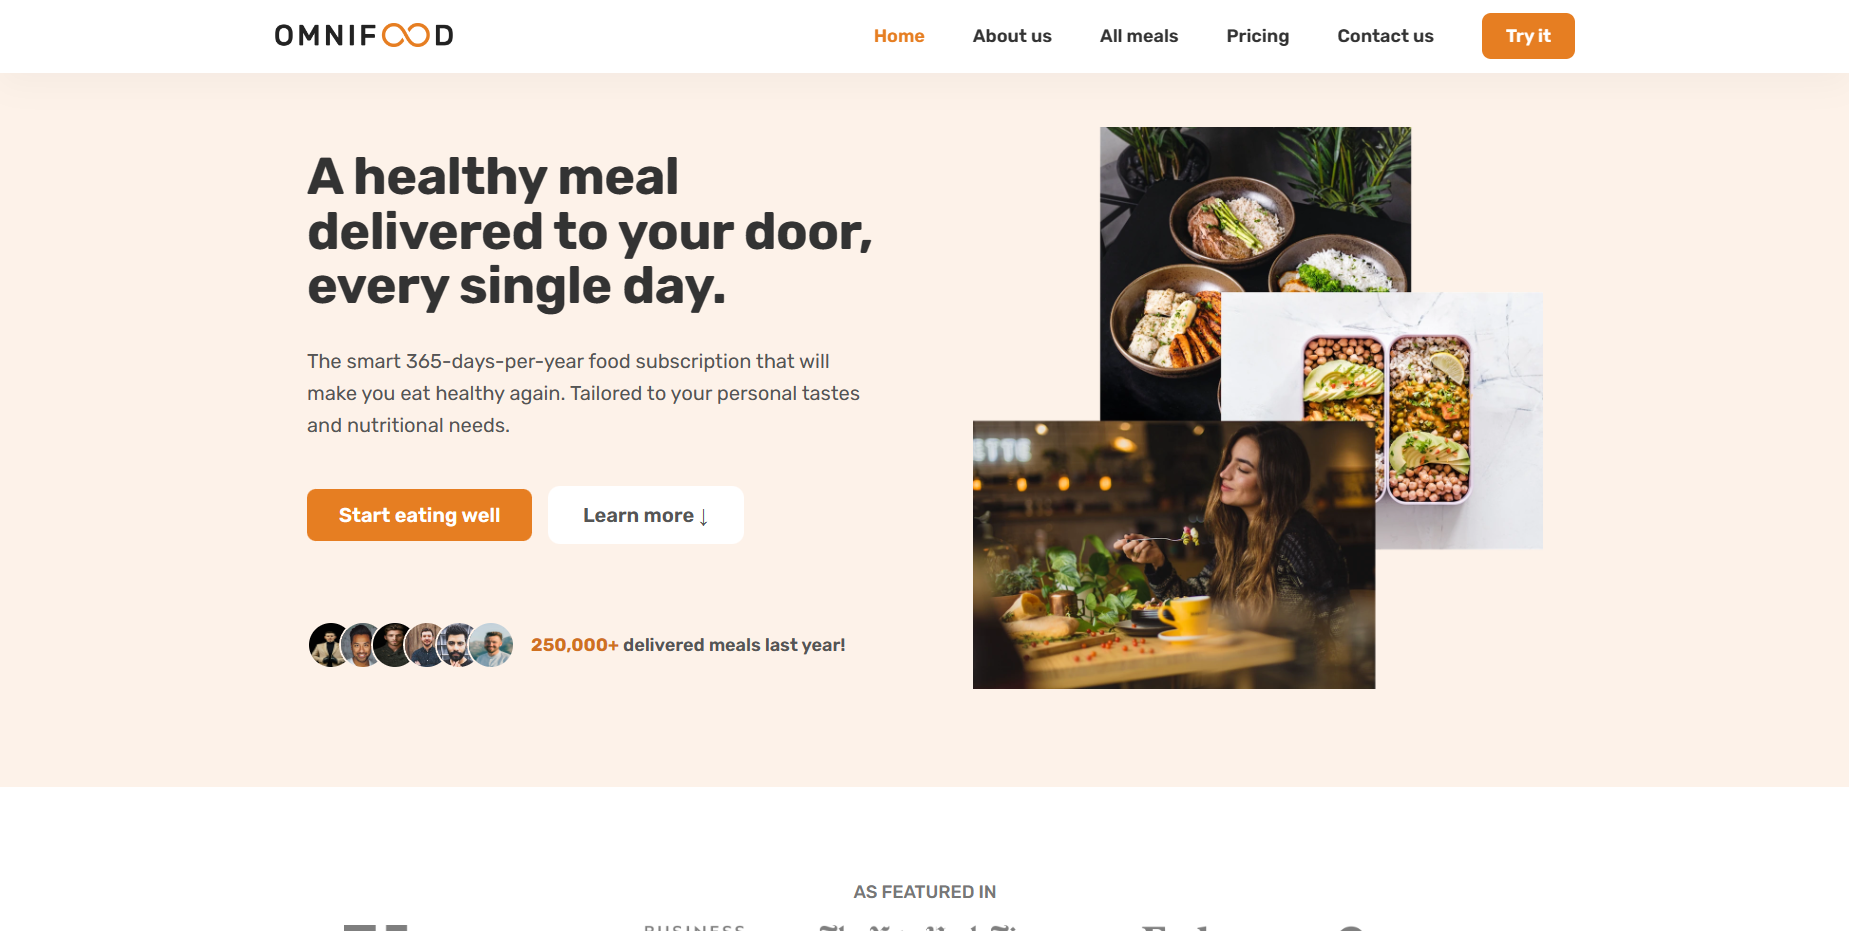 OMNIFOOD
Home
About us
All meals
Pricing
Contact us
Try it
A healthy meal
delivered to your door,
every single day.
The smart 365-days-per-year food subscription that will
make you eat healthy again. Tailored to your personal tastes
and nutritional needs.
Start eating well
Learn more ↓
250,000+ delivered meals last year!
AS FEATURED IN
BUSINESS